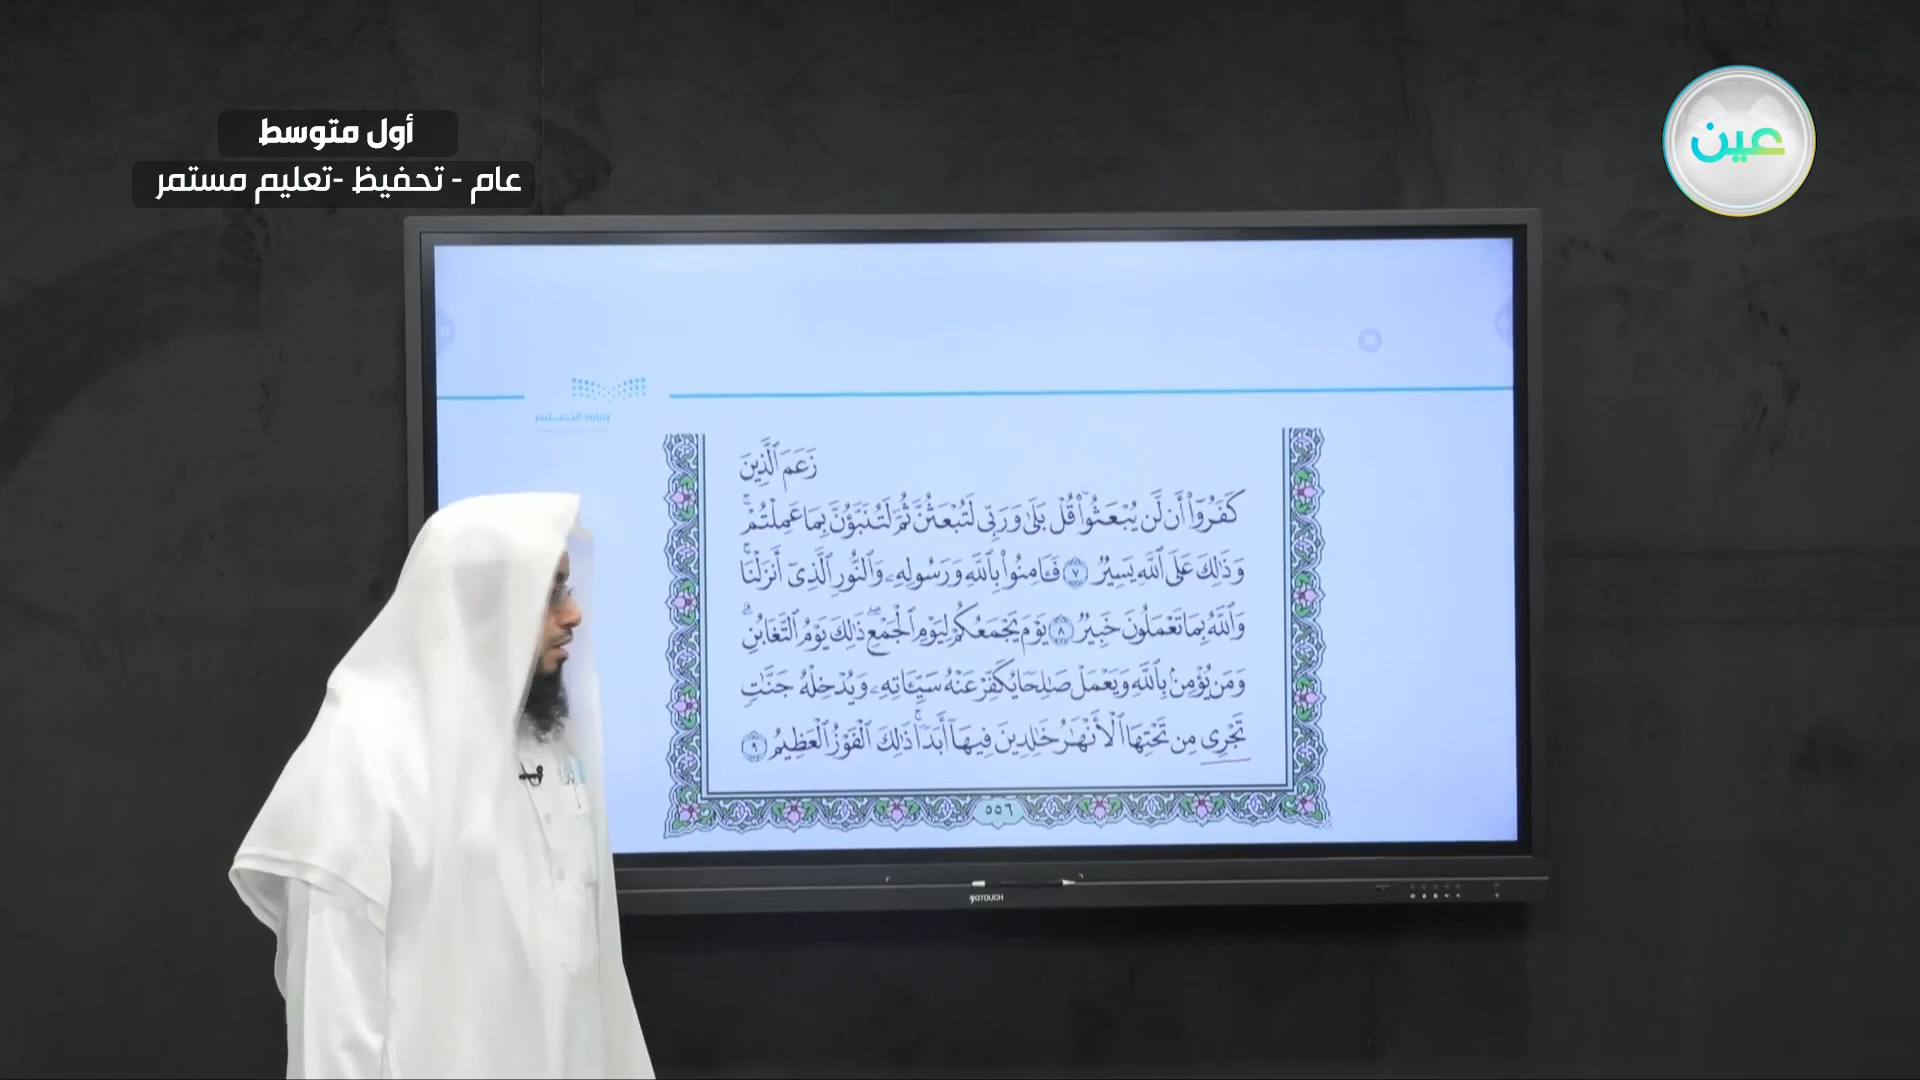 أول متوسط
عام - تحفيظ -تعليم مستمر
عين
وزارة التعليم
زَعَمَ ٱلَّذِينَ
كَفَرُوٓا۟ أَن لَّن يُبْعَثُوا۟ۚ قُلْ بَلَىٰ وَرَبِّى لَتُبْعَثُنَّ ثُمَّ لَتُنَبَّؤُنَّ بِمَا عَمِلْتُمْۚ
وَذَٰلِكَ عَلَى ٱللَّهِ يَسِيرٌ ٧ فَـَٔامِنُوا۟ بِٱللَّهِ وَرَسُولِهِۦ وَٱلنُّورِ ٱلَّذِىٓ أَنزَلْنَاۚ
وَٱللَّهُ بِمَا تَعْمَلُونَ خَبِيرٌ ٨ يَوْمَ يَجْمَعُكُمْ لِيَوْمِ ٱلْجَمْعِۖ ذَٰلِكَ يَوْمُ ٱلتَّغَابُنِۗ
وَمَن يُؤْمِنۢ بِٱللَّهِ وَيَعْمَلْ صَٰلِحًا يُكَفِّرْ عَنْهُ سَيِّـَٔاتِهِۦ وَيُدْخِلْهُ جَنَّٰتٍ
تَجْرِى مِن تَحْتِهَا ٱلْأَنْهَٰرُ خَٰلِدِينَ فِيهَآ أَبَدًاۚ ذَٰلِكَ ٱلْفَوْزُ ٱلْعَظِيمُ ٩
٥٥٦